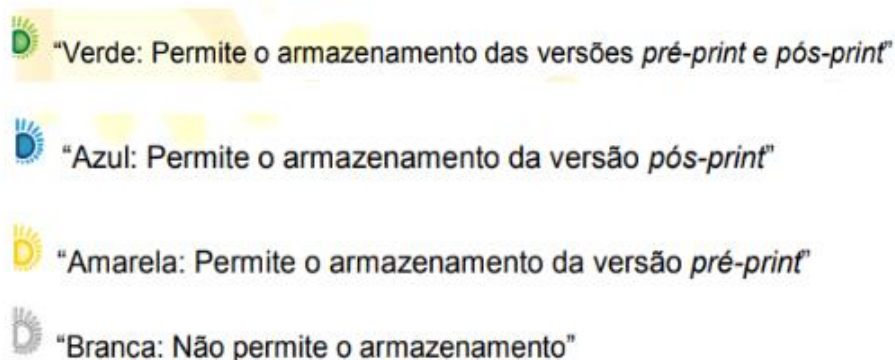 “Verde: Permite o armazenamento das versões pré-print e pós-print”
“Azul: Permite o armazenamento da versão pós-print”
“Amarela: Permite o armazenamento da versão pré-print”
“Branca: Não permite o armazenamento”